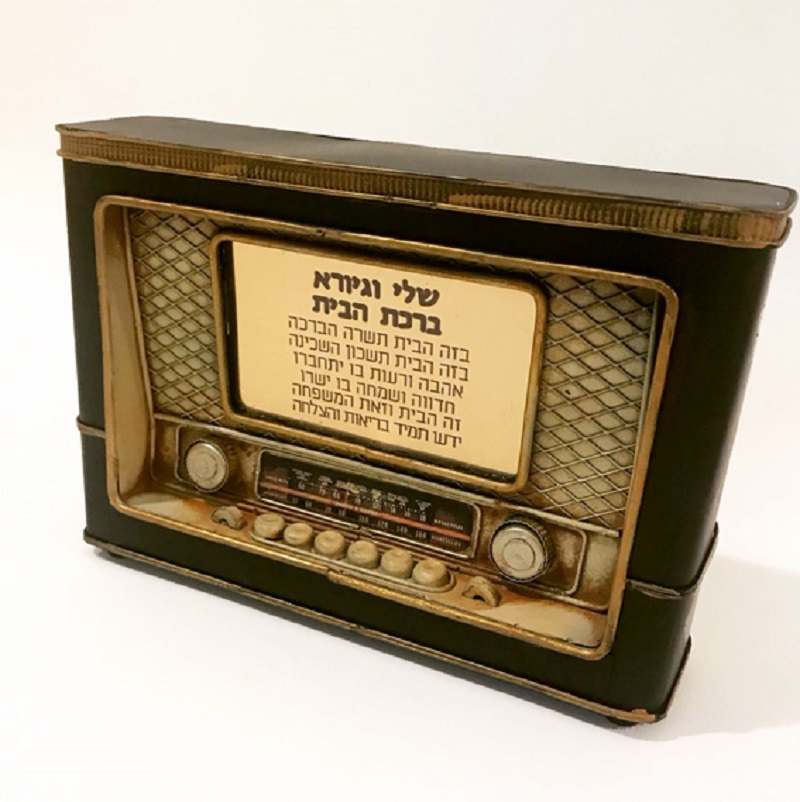 שלי וגיורא
ברכת הבית
בזה הבית תשרה הברכה
בזה הבית תשכון השכינה
אהבה ורעות בו יתחברו
חדווה ושמחה בו ישרו
זה הבית וזאת המשפחה
ידעו תמיד בריאות והצלחה